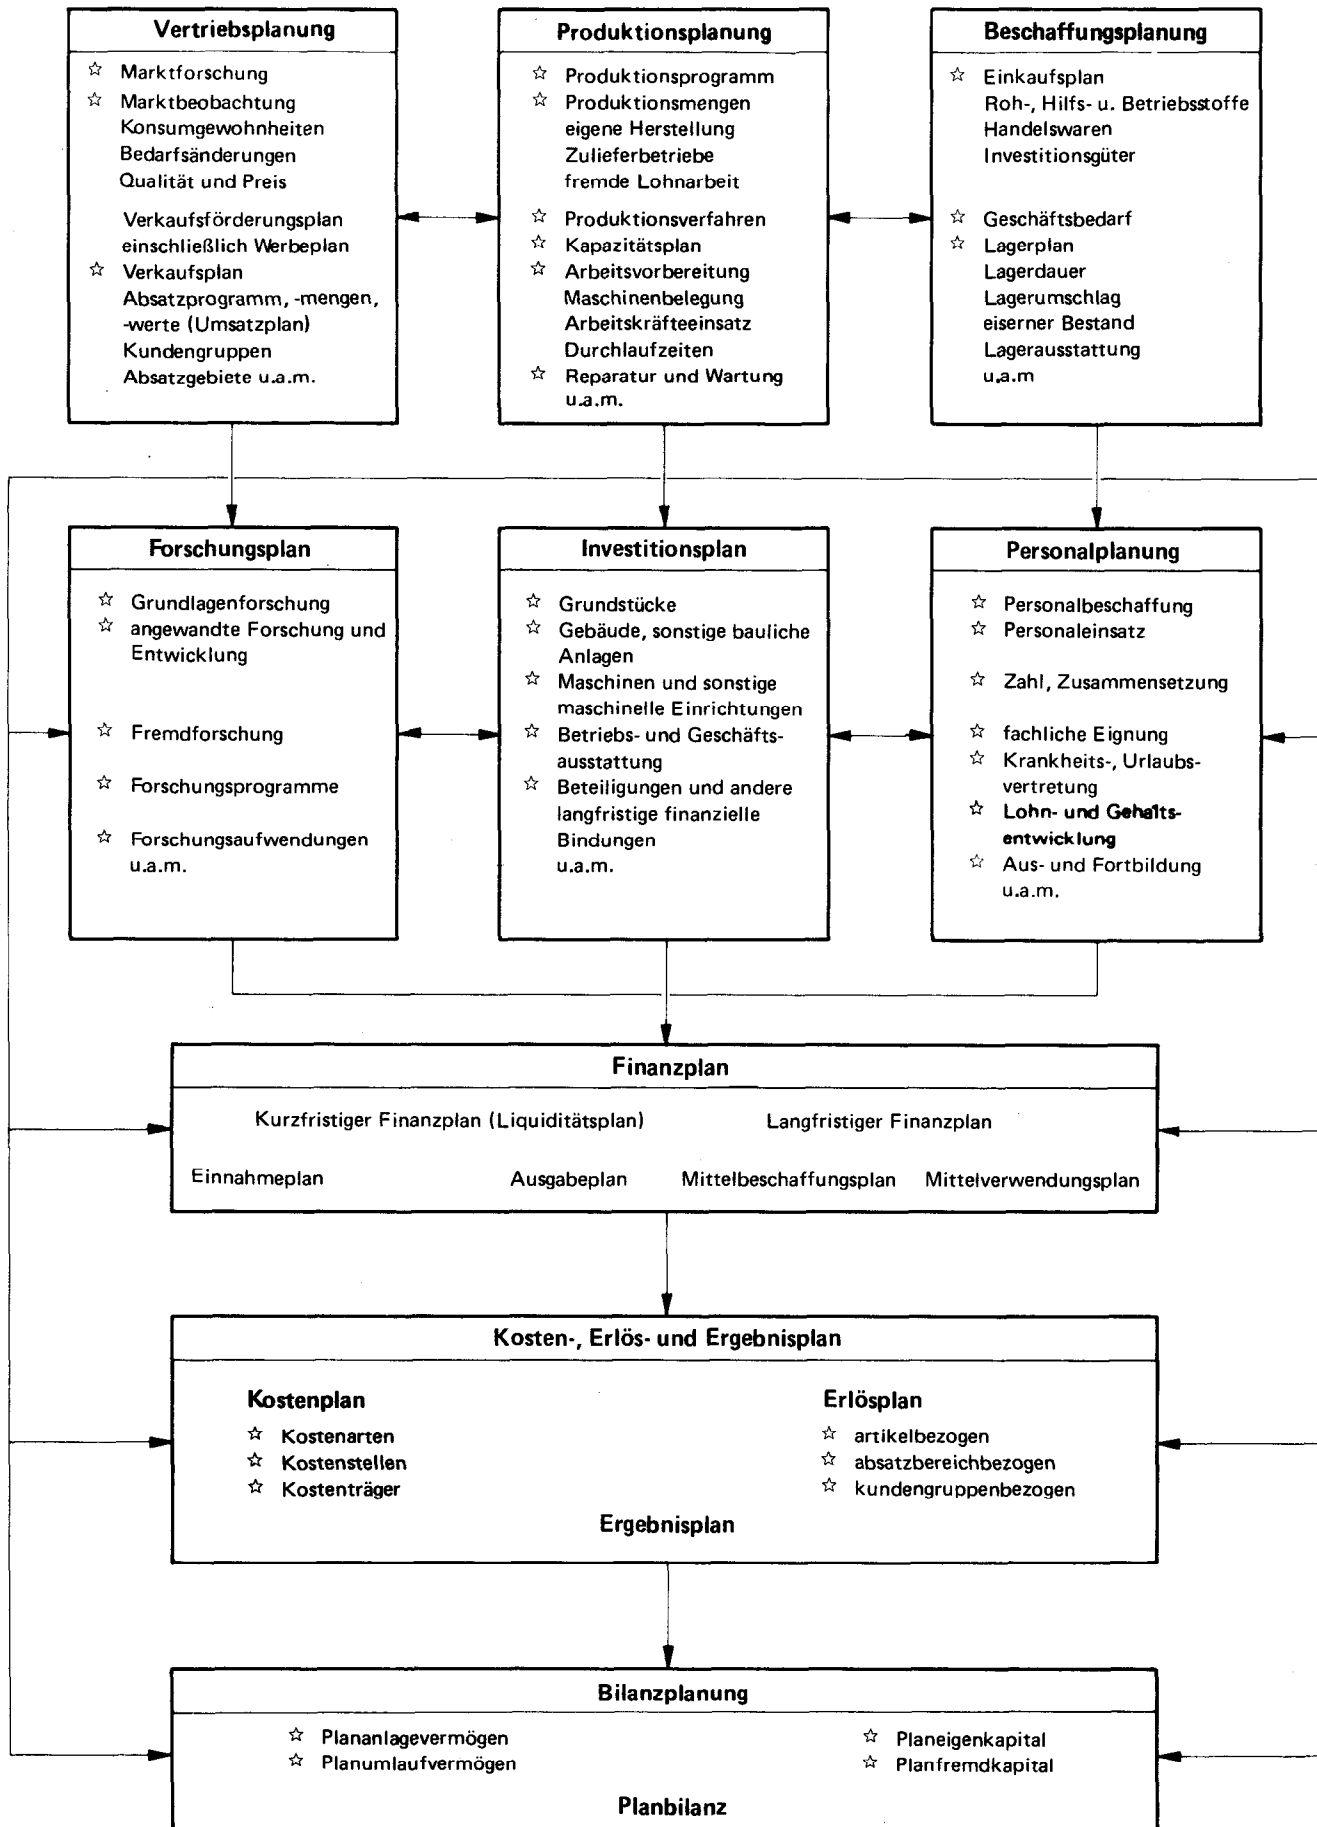 Vertriebsplanung
☆ Marktforschung
☆ Marktbeobachtung
Konsumgewohnheiten
Bedarfsänderungen
Qualität und Preis
Verkaufsförderungsplan
einschließlich Werbeplan
☆ Verkaufsplan
Absatzprogramm, -mengen,
-werte (Umsatzplan)
Kundengruppen
Absatzgebiete u.a.m.
Produktionsplanung
☆ Produktionsprogramm
☆ Produktionsmengen
eigene Herstellung
Zulieferbetriebe
fremde Lohnarbeit
☆ Produktionsverfahren
☆ Kapazitätsplan
☆ Arbeitsvorbereitung
Maschinenbelegung
Arbeitskräfteeinsatz
Durchlaufzeiten
☆ Reparatur und Wartung
u.a.m.
Beschaffungsplanung
☆ Einkaufsplan
Roh-, Hilfs- u. Betriebsstoffe
Handelswaren
Investitionsgüter
☆ Geschäftsbedarf
☆ Lagerplan
Lagerdauer
Lagerumschlag
eiserner Bestand
Lagerausstattung
u.a.m
Forschungsplan
☆ Grundlagenforschung
☆ angewandte Forschung und
Entwicklung
☆ Fremdforschung
☆ Forschungsprogramme
☆ Forschungsaufwendungen
u.a.m.
Investitionsplan
☆ Grundstücke
☆ Gebäude, sonstige bauliche
Anlagen
☆ Maschinen und sonstige
maschinelle Einrichtungen
☆ Betriebs- und Geschäfts-
ausstattung
☆ Beteiligungen und andere
langfristige finanzielle
Bindungen
u.a.m.
Personalplanung
☆ Personalbeschaffung
☆ Personaleinsatz
☆ Zahl, Zusammensetzung
☆ fachliche Eignung
☆ Krankheits-, Urlaubs-
vertretung
☆ Lohn- und Gehalts-
entwicklung
☆ Aus- und Fortbildung
u.a.m.
Finanzplan
Kurzfristiger Finanzplan (Liquiditätsplan) Langfristiger Finanzplan
Einnahmeplan Ausgabeplan Mittelbeschaffungsplan Mittelverwendungsplan
Kosten-, Erlös- und Ergebnisplan
Kostenplan
☆ Kostenarten
☆ Kostenstellen
☆ Kostenträger
Erlösplan
☆ artikelbezogen
☆ absatzbereichbezogen
☆ kundengruppenbezogen
Ergebnisplan
Bilanzplanung
☆ Plananlagevermögen
☆ Planumlaufvermögen
☆ Planeigenkapital
☆ Planfremdkapital
Planbilanz